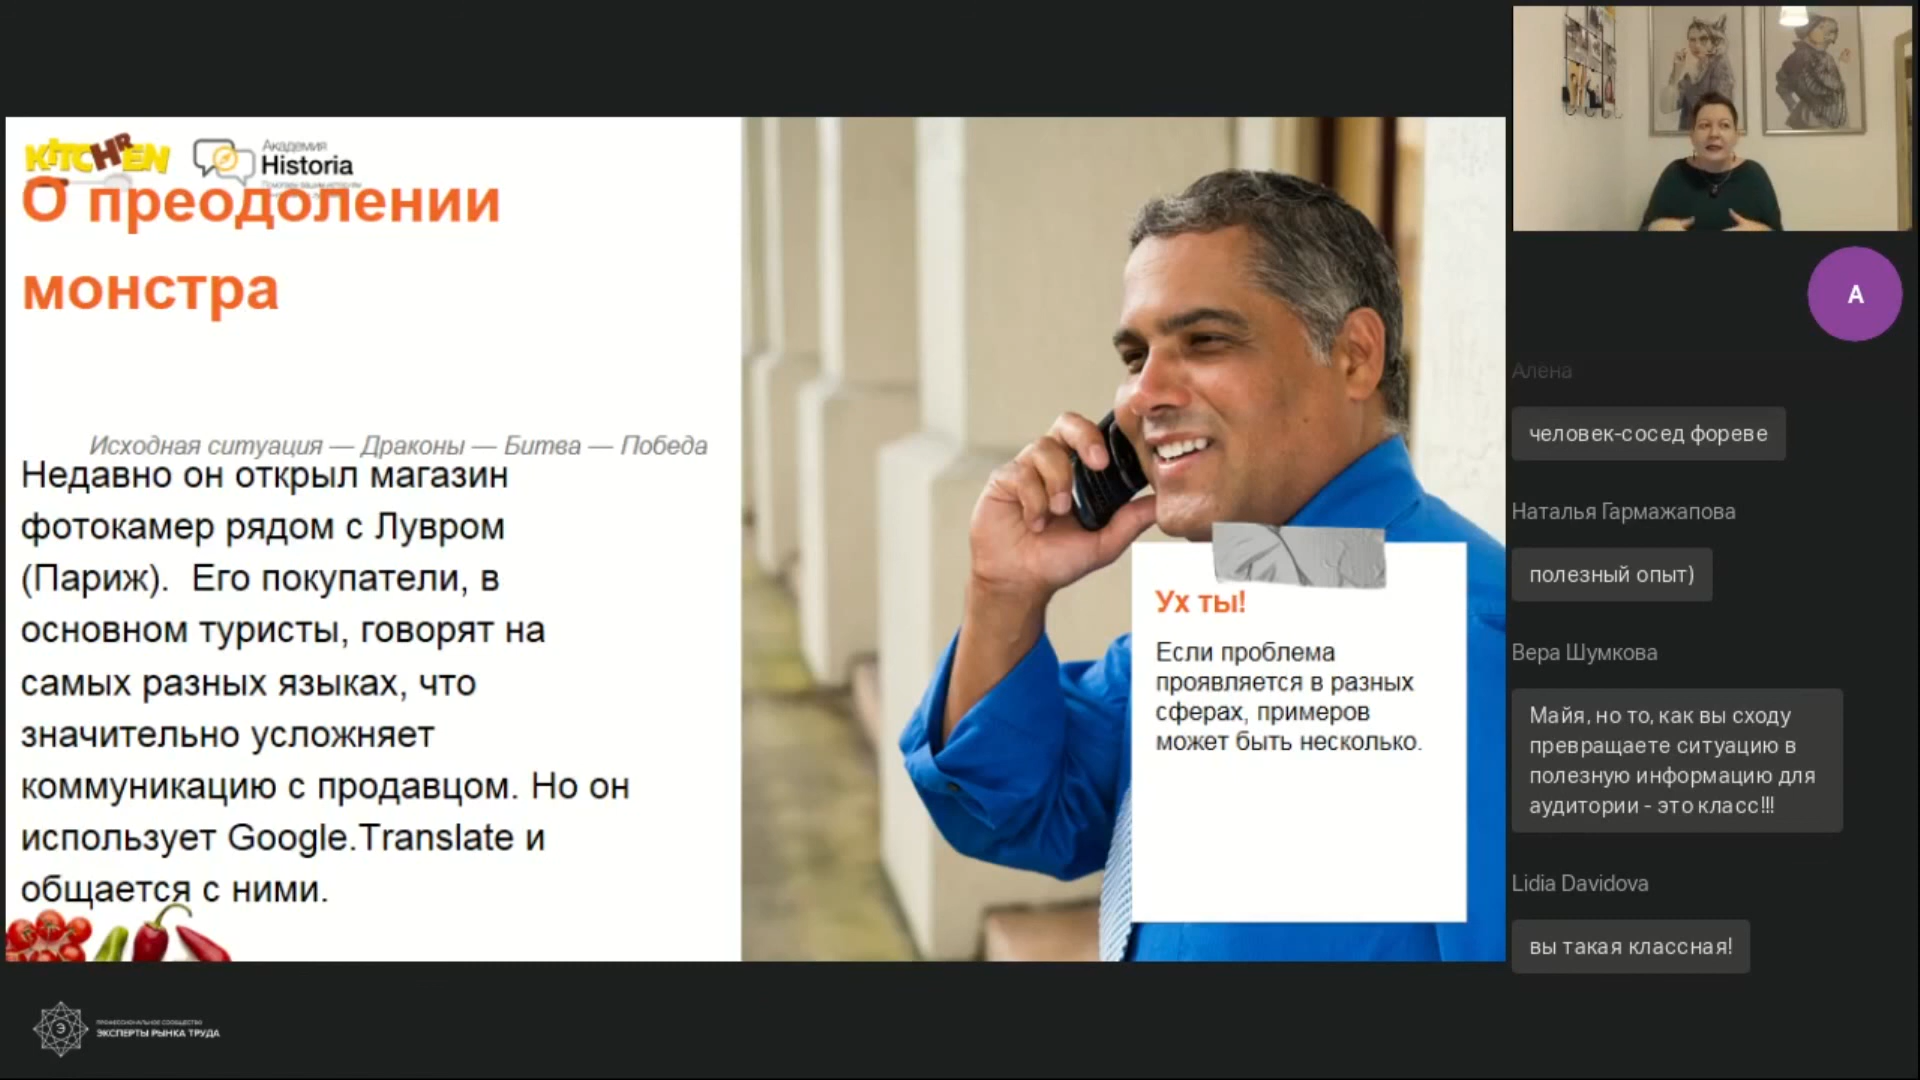 KITCHREN
Академия
Historia
О преодолении
монстра
Исходная ситуация — Драконы — Битва — Победа
Недавно он открыл магазин
фотокамер рядом с Лувром
(Париж). Его покупатели, в
основном туристы, говорят на
самых разных языках, что
значительно усложняет
коммуникацию с продавцом. Но он
использует Google.Translate и
общается с ними.
Ух ты!
Если проблема
проявляется в разных
сферах, примеров
может быть несколько.
А
Алена
человек-сосед фореве
Наталья Гармажапова
полезный опыт)
Вера Шумкова
Майя, но то, как вы сходу
превращаете ситуацию в
полезную информацию для
аудитории - это класс!!!
Lidia Davidova
вы такая классная!
Э
ПРОФЕССИОНАЛЬНОЕ СООБЩЕСТВО
ЭКСПЕРТЫ РЫНКА ТРУДА